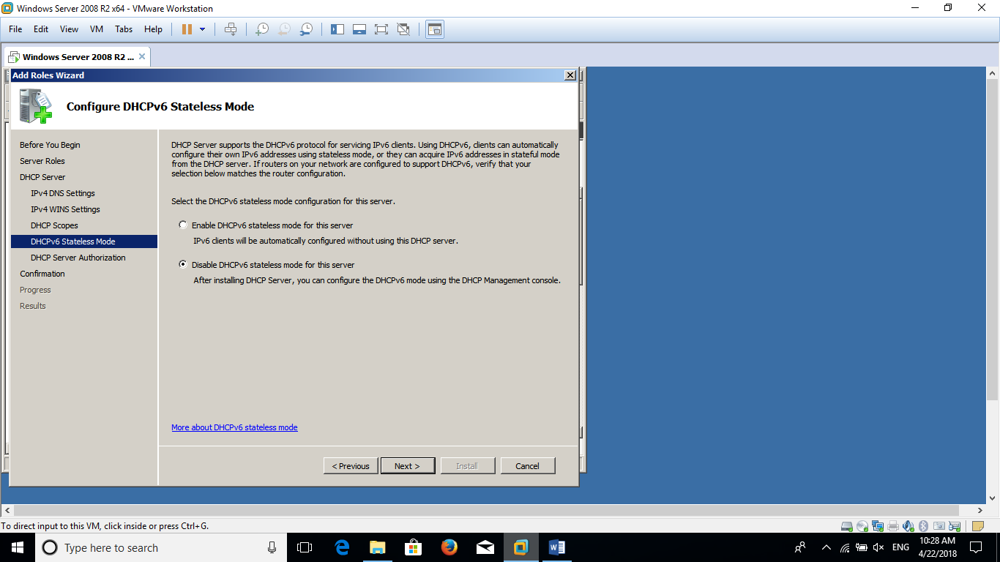 Windows Server 2008 R2 x64 - VMware Workstation
File Edit View VM Tabs Help
Windows Server 2008 R2 ...
Add Roles Wizard
Configure DHCPv6 Stateless Mode
Before You Begin
Server Roles
DHCP Server
IPv4 DNS Settings
IPv4 WINS Settings
DHCP Scopes
DHCPv6 Stateless Mode
DHCP Server Authorization
Confirmation
Progress
Results
DHCP Server supports the DHCPv6 protocol for servicing IPv6 clients. Using DHCPv6, clients can automatically
configure their own IPv6 addresses using stateless mode, or they can acquire IPv6 addresses in stateful mode
from the DHCP server. If routers on your network are configured to support DHCPv6, verify that your
selection below matches the router configuration.
Select the DHCPv6 stateless mode configuration for this server.
Enable DHCPv6 stateless mode for this server
IPv6 clients will be automatically configured without using this DHCP server.
Disable DHCPv6 stateless mode for this server
After installing DHCP Server, you can configure the DHCPv6 mode using the DHCP Management console.
More about DHCPv6 stateless mode
< Previous Next > Install Cancel
To direct input to this VM, click inside or press Ctrl+G.
Type here to search
ENG
10:28 AM
4/22/2018